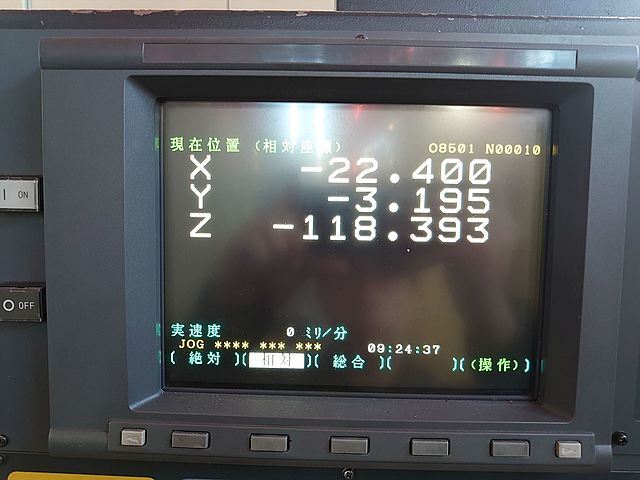 現在位置 (相対座標) O8501 N00010
X -22.400
Y -3.195
Z -118.393
I ON
O OFF
実速度 0 ミリ/分
JOG **** *** *** 09:24:37
( 絶対 )( 相対 )( 総合 )( )( (操作) )